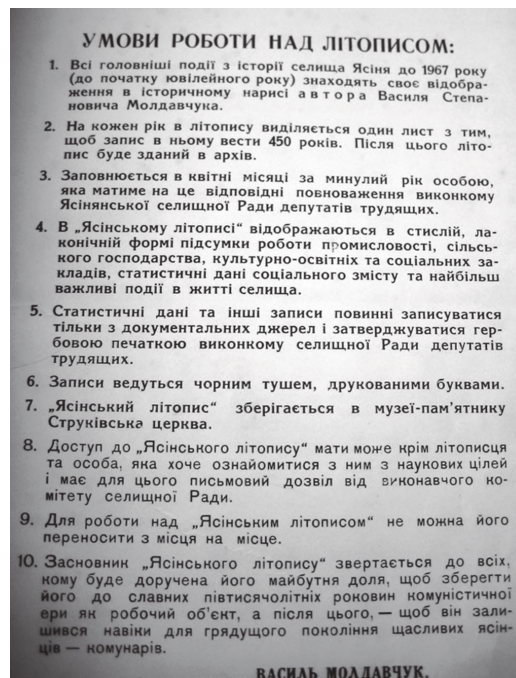 УМОВИ РОБОТИ НАД ЛІТОПИСОМ:
1. Всі головніші події з історії селища Ясіня до 1967 року
(до початку ювілейного року) знаходять своє відобра-
ження в історичному нарисі автора Василя Степа-
новича Молдавчука.
2. На кожен рік в літопису виділяється один лист з тим,
щоб запис в ньому вести 450 років. Після цього літо-
пис буде зданий в архів.
3. Заповнюється в квітні місяці за минулий рік особою,
яка матиме на це відповідні повноваження виконкому
Ясінянської селищної Ради депутатів трудящих.
4. В „Ясінському літописі“ відображаються в стислій, ла-
конічній формі підсумки роботи промисловості, сільсь-
кого господарства, культурно-освітніх та соціальних за-
кладів, статистичні дані соціального змісту та найбільш
важливі події в житті селища.
5. Статистичні дані та інші записи повинні записуватися
тільки з документальних джерел і затверджуватися гер-
бовою печаткою виконкому селищної Ради депутатів
трудящих.
6. Записи ведуться чорним тушем, друкованими буквами.
7. „Ясінський літопис“ зберігається в музеї-пам'ятнику
Струківська церква.
8. Доступ до „Ясінського літопису“ мати може крім літописця
та особа, яка хоче ознайомитися з ним з наукових цілей
і має для цього письмовий дозвіл від виконавчого ко-
мітету селищної Ради.
9. Для роботи над „Ясінським літописом“ не можна його
переносити з місця на місце.
10. Засновник „Ясінського літопису“ звертається до всіх,
кому буде доручена його майбутня доля, щоб зберегти
його до славних півтисячолітніх роковин комуністичної
ери як робочий об'єкт, а після цього, — щоб він зали-
шився навіки для грядущого покоління щасливих ясін-
ців — комунарів.
ВАСИЛЬ МОЛДАВЧУК.